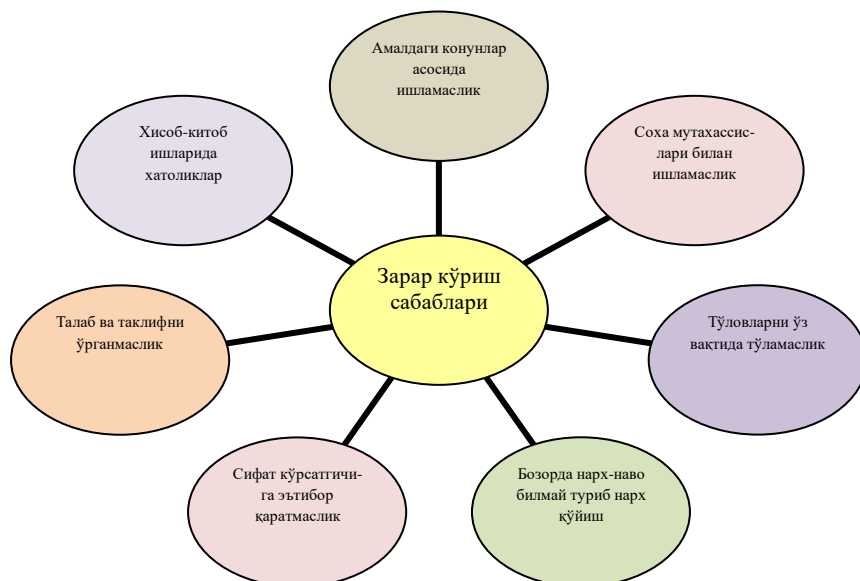 Амалдаги конунлар
асосида
ишламаслик
Хисоб-китоб
ишларида
хатоликлар
Соха мутахассис-
лари билан
ишламаслик
Зарар кўриш
сабаблари
Талаб ва таклифни
ўрганмаслик
Тўловларни ўз
вақтида тўламаслик
Сифат кўрсатгичи-
га эътибор
қаратмаслик
Бозорда нарх-наво
билмай туриб нарх
қўйиш